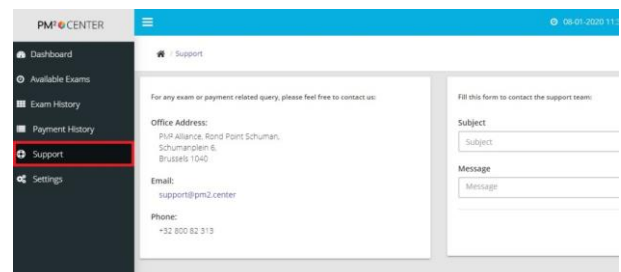 PM² CENTER
08-01-2020 11:3
Dashboard
Available Exams
Exam History
Payment History
Support
Settings
/ Support
For any exam or payment related query, please feel free to contact us:
Office Address:
PM² Alliance, Rond Point Schuman,
Schumanplein 6,
Brussels 1040
Email:
support@pm2.center
Phone:
+32 800 82 313
Fill this form to contact the support team:
Subject
Subject
Message
Message